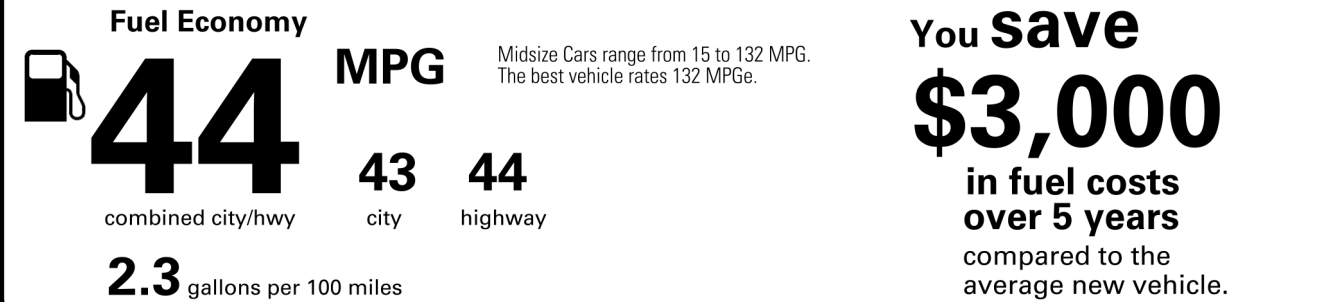 Fuel Economy
44
MPG
Midsize Cars range from 15 to 132 MPG.
The best vehicle rates 132 MPGe.
43
44
combined city/hwy
city
highway
2.3 gallons per 100 miles
You save
$3,000
in fuel costs
over 5 years
compared to the
average new vehicle.